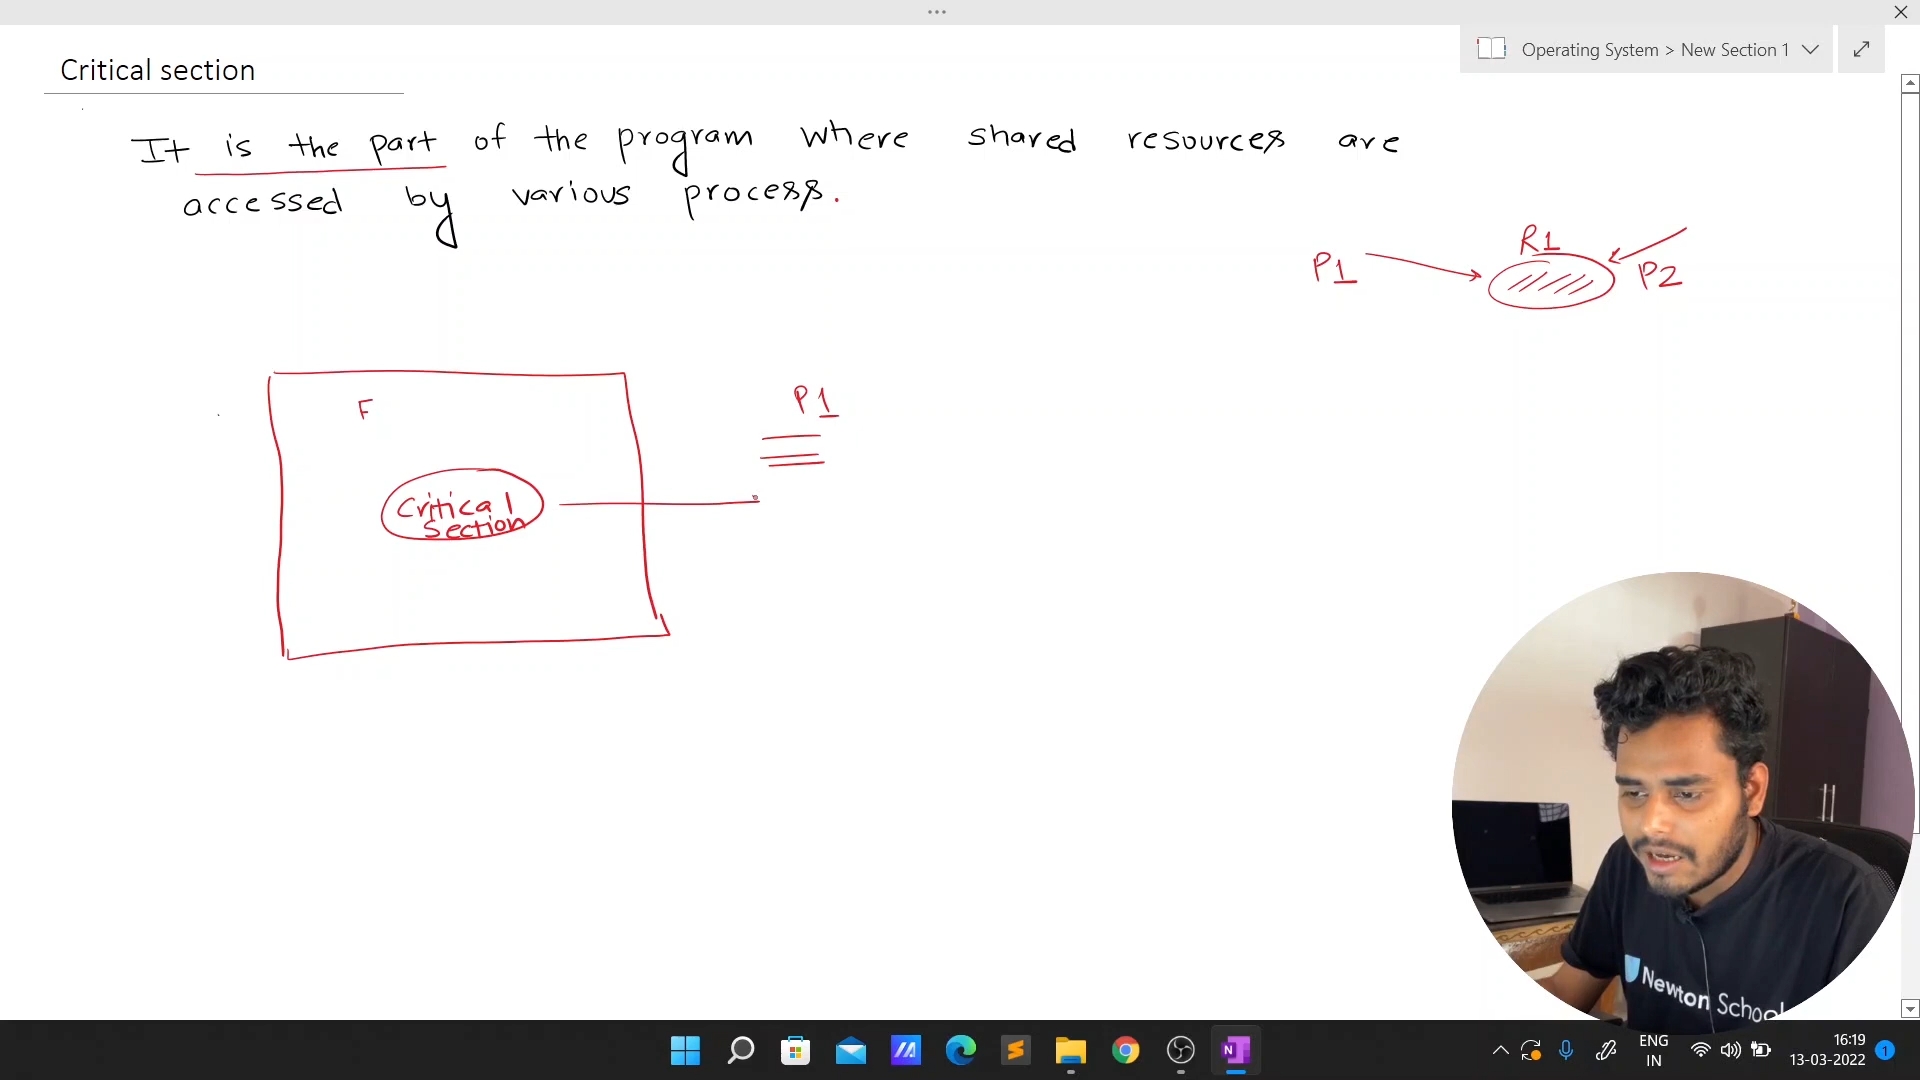 Operating System > New Section 1
Critical section
It is the part of the program where shared resources are
accessed by various process.
R1
P1
P2
F
P1
Critical
section
Newton School
ENG
IN
16:19
13-03-2022
1